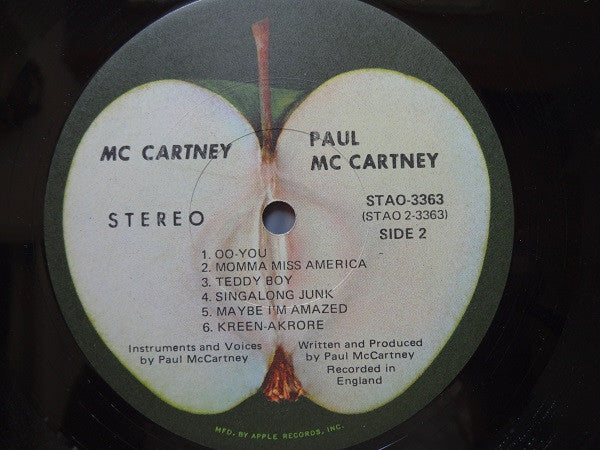 MC CARTNEY
PAUL
MC CARTNEY
STEREO
STAO-3363
(STAO 2-3363)
SIDE 2
1. OO-YOU
2. MOMMA MISS AMERICA
3. TEDDY BOY
4. SINGALONG JUNK
5. MAYBE I'M AMAZED
6. KREEN-AKRORE
Instruments and Voices
by Paul McCartney
Written and Produced
by Paul McCartney
Recorded in
England
MFD. BY APPLE RECORDS, INC.